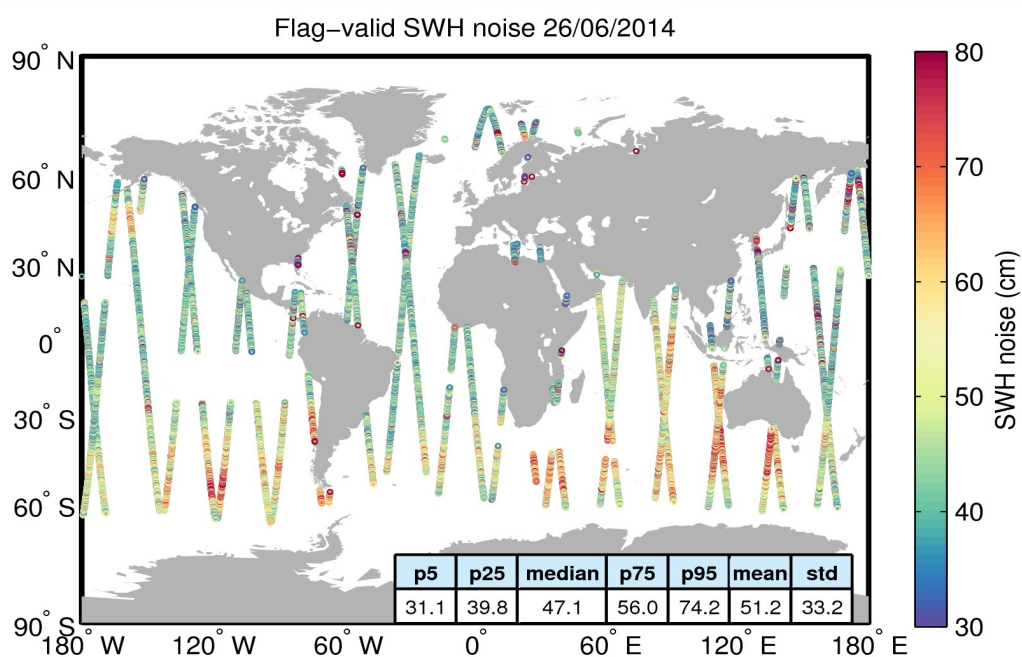 Flag-valid SWH noise 26/06/2014
90° N
60° N
30° N
0°
30° S
60° S
90° S
180° W
120° W
60° W
0°
60° E
120° E
180° E
p5 p25 median p75 p95 mean std
31.1 39.8 47.1 56.0 74.2 51.2 33.2
80
70
60
50
40
30
SWH noise (cm)